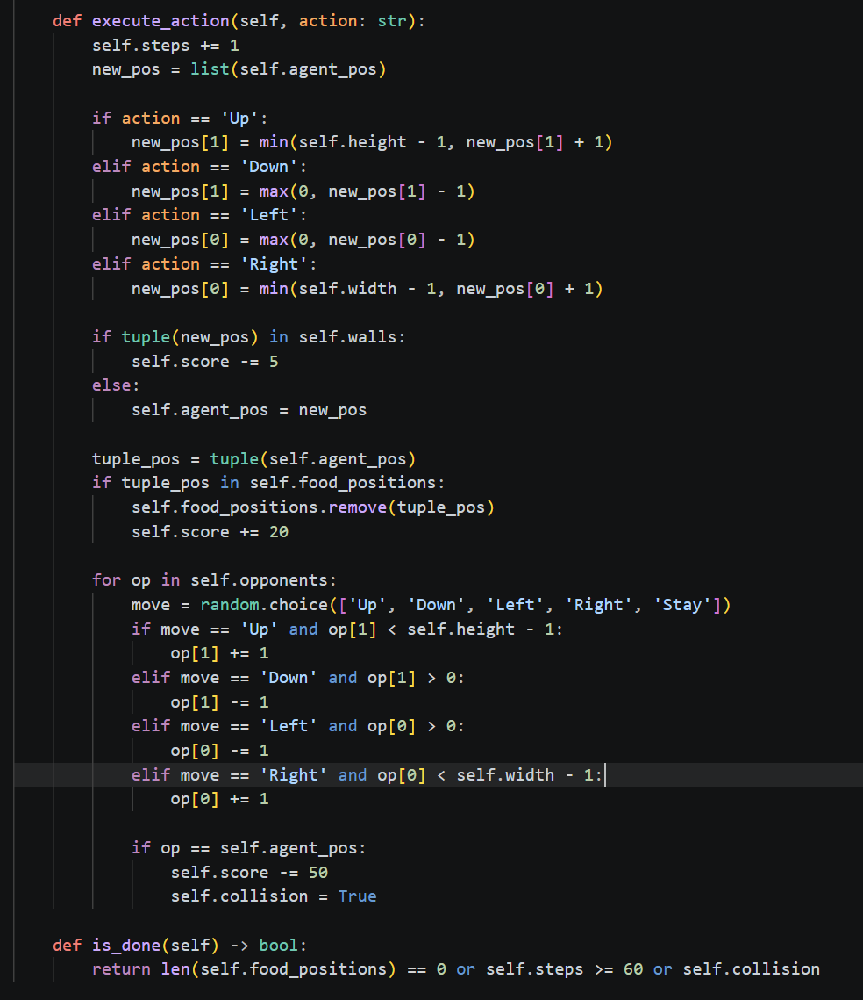 def execute_action(self, action: str):
    self.steps += 1
    new_pos = list(self.agent_pos)

    if action == 'Up':
        new_pos[1] = min(self.height - 1, new_pos[1] + 1)
    elif action == 'Down':
        new_pos[1] = max(0, new_pos[1] - 1)
    elif action == 'Left':
        new_pos[0] = max(0, new_pos[0] - 1)
    elif action == 'Right':
        new_pos[0] = min(self.width - 1, new_pos[0] + 1)

    if tuple(new_pos) in self.walls:
        self.score -= 5
    else:
        self.agent_pos = new_pos

    tuple_pos = tuple(self.agent_pos)
    if tuple_pos in self.food_positions:
        self.food_positions.remove(tuple_pos)
        self.score += 20

    for op in self.opponents:
        move = random.choice(['Up', 'Down', 'Left', 'Right', 'Stay'])
        if move == 'Up' and op[1] < self.height - 1:
            op[1] += 1
        elif move == 'Down' and op[1] > 0:
            op[1] -= 1
        elif move == 'Left' and op[0] > 0:
            op[0] -= 1
        elif move == 'Right' and op[0] < self.width - 1:
            op[0] += 1

        if op == self.agent_pos:
            self.score -= 50
            self.collision = True

def is_done(self) -> bool:
    return len(self.food_positions) == 0 or self.steps >= 60 or self.collision